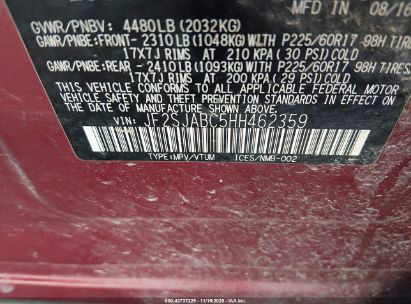 MFD IN 08/16
GVWR/PNBV: 4480LB (2032KG)
GAWR/PNBE:FRONT- 2310LB (1048KG)WITH P225/60R17 98H TIRES
17X7J RIMS AT 210 KPA (30 PSI)COLD
GAWR/PNBE:REAR - 2410LB(1093KG)WITH P225/60R17 98H TIRES
17X7J RIMS AT 200 KPA (29 PSI)COLD
THIS VEHICLE CONFORMS TO ALL APPLICABLE FEDERAL MOTOR
VEHICLE SAFETY, BUMPER, AND THEFT PREVENTION STANDARDS IN EFFECT ON
THE DATE OF MANUFACTURE SHOWN ABOVE.
VIN: JF2SJABC5HH462359
TYPE:MPV/VTUM ICES/NMB-002